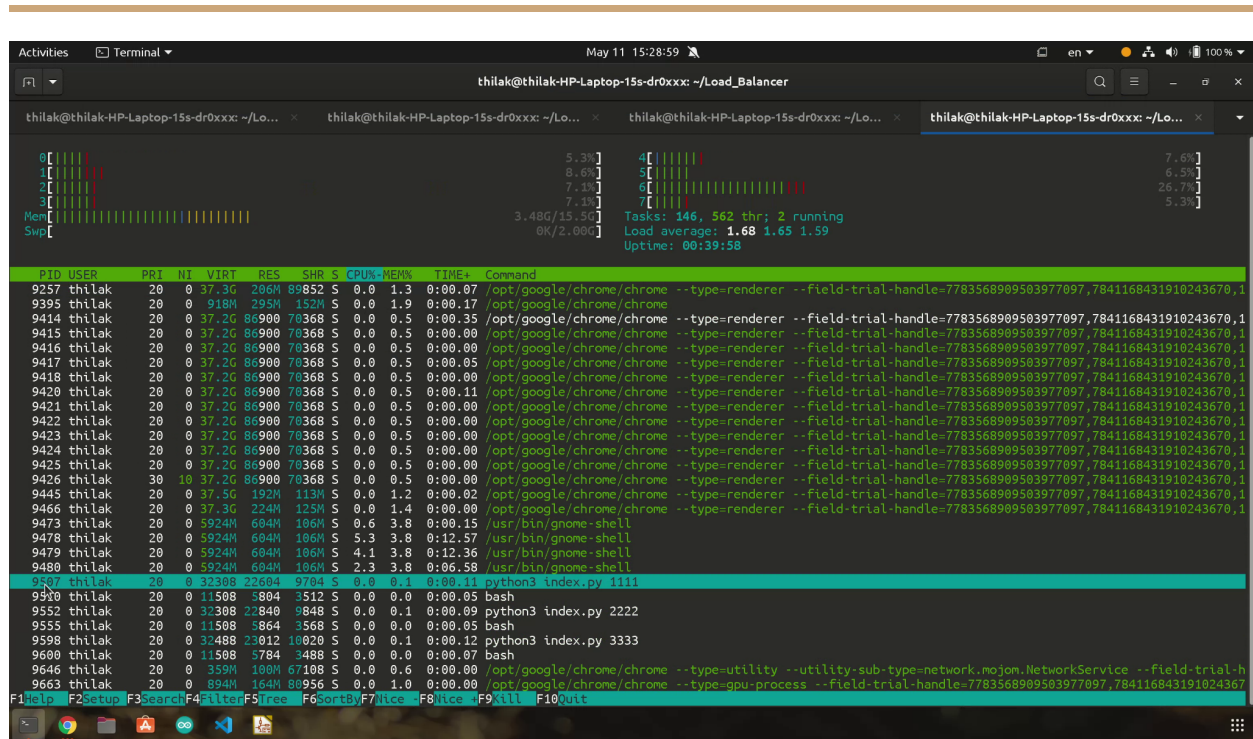 Activities Terminal May 11 15:28:59 en 100 %
thilak@thilak-HP-Laptop-15s-dr0xxx: ~/Load_Balancer
thilak@thilak-HP-Laptop-15s-dr0xxx: ~/Lo... thilak@thilak-HP-Laptop-15s-dr0xxx: ~/Lo... thilak@thilak-HP-Laptop-15s-dr0xxx: ~/Lo... thilak@thilak-HP-Laptop-15s-dr0xxx: ~/Lo...
0[|||| 5.3%] 4[|||||| 7.6%]
1[|||||| 8.6%] 5[||||| 6.5%]
2[||||| 7.1%] 6[|||||||||||||||||| 26.7%]
3[||||| 7.1%] 7[||||| 5.3%]
Mem[||||||||||||||||||||||||||| 3.48G/15.5G] Tasks: 146, 562 thr; 2 running
Swp[ 0K/2.00G] Load average: 1.68 1.65 1.59
Uptime: 00:39:58
PID USER PRI NI VIRT RES SHR S CPU%-MEM% TIME+ Command
9257 thilak 20 0 37.3G 206M 89852 S 0.0 1.3 0:00.07 /opt/google/chrome/chrome --type=renderer --field-trial-handle=7783568909503977097,7841168431910243670,1
9395 thilak 20 0 918M 295M 152M S 0.0 1.9 0:00.17 /opt/google/chrome/chrome
9414 thilak 20 0 37.2G 86900 70368 S 0.0 0.5 0:00.35 /opt/google/chrome/chrome --type=renderer --field-trial-handle=7783568909503977097,7841168431910243670,1
9415 thilak 20 0 37.2G 86900 70368 S 0.0 0.5 0:00.00 /opt/google/chrome/chrome --type=renderer --field-trial-handle=7783568909503977097,7841168431910243670,1
9416 thilak 20 0 37.2G 86900 70368 S 0.0 0.5 0:00.00 /opt/google/chrome/chrome --type=renderer --field-trial-handle=7783568909503977097,7841168431910243670,1
9417 thilak 20 0 37.2G 86900 70368 S 0.0 0.5 0:00.05 /opt/google/chrome/chrome --type=renderer --field-trial-handle=7783568909503977097,7841168431910243670,1
9418 thilak 20 0 37.2G 86900 70368 S 0.0 0.5 0:00.00 /opt/google/chrome/chrome --type=renderer --field-trial-handle=7783568909503977097,7841168431910243670,1
9420 thilak 20 0 37.2G 86900 70368 S 0.0 0.5 0:00.11 /opt/google/chrome/chrome --type=renderer --field-trial-handle=7783568909503977097,7841168431910243670,1
9421 thilak 20 0 37.2G 86900 70368 S 0.0 0.5 0:00.00 /opt/google/chrome/chrome --type=renderer --field-trial-handle=7783568909503977097,7841168431910243670,1
9422 thilak 20 0 37.2G 86900 70368 S 0.0 0.5 0:00.00 /opt/google/chrome/chrome --type=renderer --field-trial-handle=7783568909503977097,7841168431910243670,1
9423 thilak 20 0 37.2G 86900 70368 S 0.0 0.5 0:00.00 /opt/google/chrome/chrome --type=renderer --field-trial-handle=7783568909503977097,7841168431910243670,1
9424 thilak 20 0 37.2G 86900 70368 S 0.0 0.5 0:00.00 /opt/google/chrome/chrome --type=renderer --field-trial-handle=7783568909503977097,7841168431910243670,1
9425 thilak 20 0 37.2G 86900 70368 S 0.0 0.5 0:00.00 /opt/google/chrome/chrome --type=renderer --field-trial-handle=7783568909503977097,7841168431910243670,1
9426 thilak 30 10 37.2G 86900 70368 S 0.0 0.5 0:00.00 /opt/google/chrome/chrome --type=renderer --field-trial-handle=7783568909503977097,7841168431910243670,1
9445 thilak 20 0 37.5G 192M 113M S 0.0 1.2 0:00.02 /opt/google/chrome/chrome --type=renderer --field-trial-handle=7783568909503977097,7841168431910243670,1
9466 thilak 20 0 37.3G 224M 125M S 0.0 1.4 0:00.00 /opt/google/chrome/chrome --type=renderer --field-trial-handle=7783568909503977097,7841168431910243670,1
9473 thilak 20 0 5924M 604M 106M S 0.6 3.8 0:00.15 /usr/bin/gnome-shell
9478 thilak 20 0 5924M 604M 106M S 5.3 3.8 0:12.57 /usr/bin/gnome-shell
9479 thilak 20 0 5924M 604M 106M S 4.1 3.8 0:12.36 /usr/bin/gnome-shell
9480 thilak 20 0 5924M 604M 106M S 2.3 3.8 0:06.58 /usr/bin/gnome-shell
9507 thilak 20 0 32308 22604 9704 S 0.0 0.1 0:00.11 python3 index.py 1111
9510 thilak 20 0 11508 5804 3512 S 0.0 0.0 0:00.05 bash
9552 thilak 20 0 32308 22840 9848 S 0.0 0.1 0:00.09 python3 index.py 2222
9555 thilak 20 0 11508 5864 3568 S 0.0 0.0 0:00.05 bash
9598 thilak 20 0 32488 23012 10020 S 0.0 0.1 0:00.12 python3 index.py 3333
9600 thilak 20 0 11508 5784 3488 S 0.0 0.0 0:00.07 bash
9646 thilak 20 0 359M 100M 67108 S 0.0 0.6 0:00.00 /opt/google/chrome/chrome --type=utility --utility-sub-type=network.mojom.NetworkService --field-trial-h
9663 thilak 20 0 894M 164M 80956 S 0.0 1.0 0:00.00 /opt/google/chrome/chrome --type=gpu-process --field-trial-handle=7783568909503977097,784116843191024367
F1Help F2Setup F3SearchF4FilterF5Tree F6SortByF7Nice -F8Nice +F9Kill F10Quit